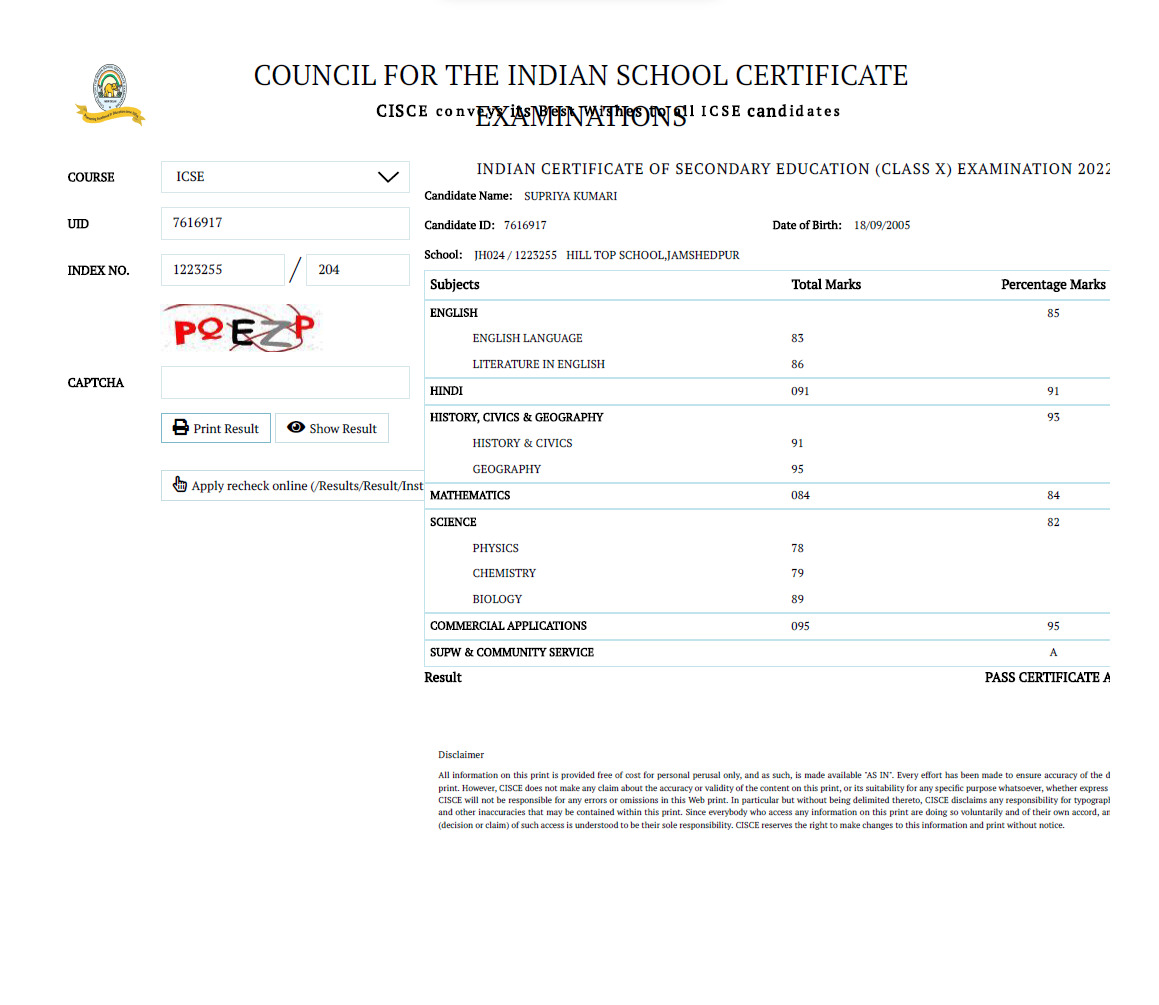 COUNCIL FOR THE INDIAN SCHOOL CERTIFICATE
EXAMINATIONS
CISCE conveys its Best Wishes to all ICSE candidates
COURSE ICSE
UID 7616917
INDEX NO. 1223255 / 204
PQEZP
CAPTCHA
Print Result Show Result
Apply recheck online (/Results/Result/Inst
INDIAN CERTIFICATE OF SECONDARY EDUCATION (CLASS X) EXAMINATION 2022
Candidate Name: SUPRIYA KUMARI
Candidate ID: 7616917 Date of Birth: 18/09/2005
School: JH024 / 1223255 HILL TOP SCHOOL,JAMSHEDPUR
Subjects Total Marks Percentage Marks
ENGLISH 85
ENGLISH LANGUAGE 83
LITERATURE IN ENGLISH 86
HINDI 091 91
HISTORY, CIVICS & GEOGRAPHY 93
HISTORY & CIVICS 91
GEOGRAPHY 95
MATHEMATICS 084 84
SCIENCE 82
PHYSICS 78
CHEMISTRY 79
BIOLOGY 89
COMMERCIAL APPLICATIONS 095 95
SUPW & COMMUNITY SERVICE A
Result PASS CERTIFICATE A
Disclaimer
All information on this print is provided free of cost for personal perusal only, and as such, is made available "AS IN". Every effort has been made to ensure accuracy of the d
print. However, CISCE does not make any claim about the accuracy or validity of the content on this print, or its suitability for any specific purpose whatsoever, whether express
CISCE will not be responsible for any errors or omissions in this Web print. In particular but without being delimited thereto, CISCE disclaims any responsibility for typograpl
and other inaccuracies that may be contained within this print. Since everybody who access any information on this print are doing so voluntarily and of their own accord, an
(decision or claim) of such access is understood to be their sole responsibility. CISCE reserves the right to make changes to this information and print without notice.